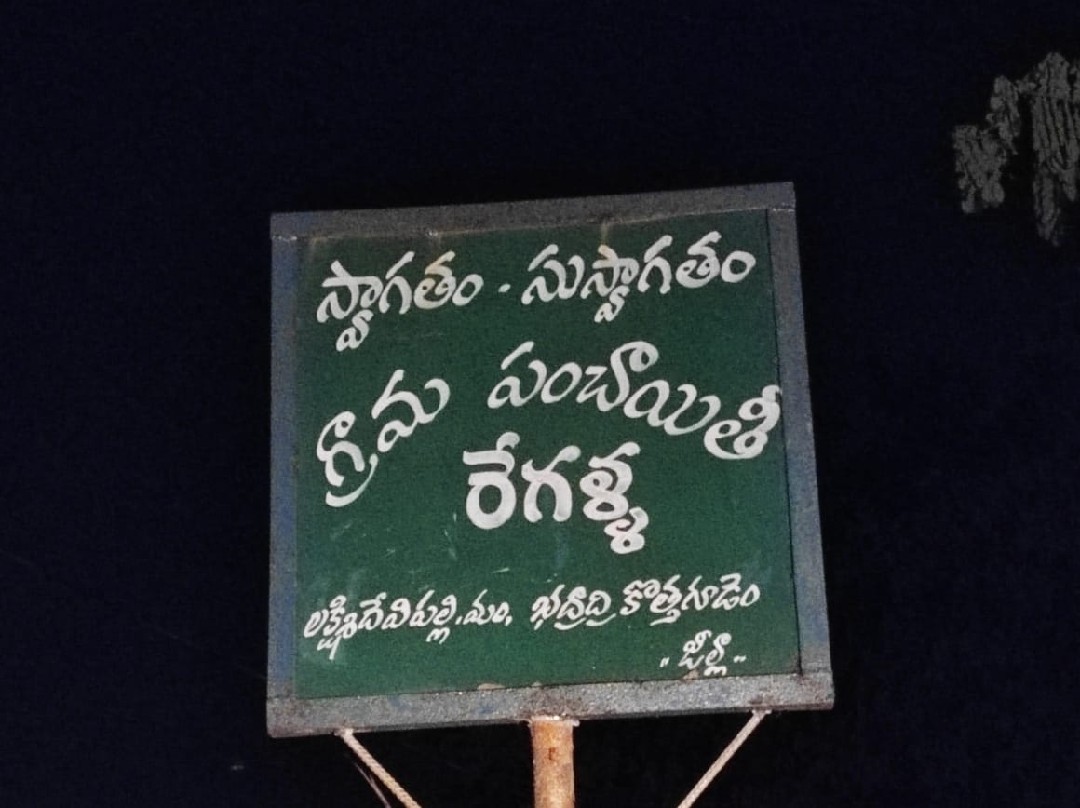 స్వాగతం - సుస్వాగతం
గ్రామ పంచాయితీ
రేగళ్ళ
లక్ష్మిదేవిపల్లి.మం. భద్రాద్రి కొత్తగూడెం
" జిల్లా "